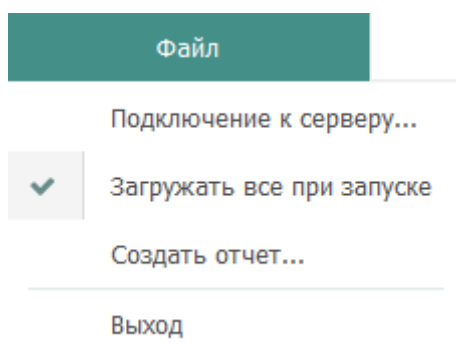 Файл
Подключение к серверу...
Загружать все при запуске
Создать отчет...
Выход